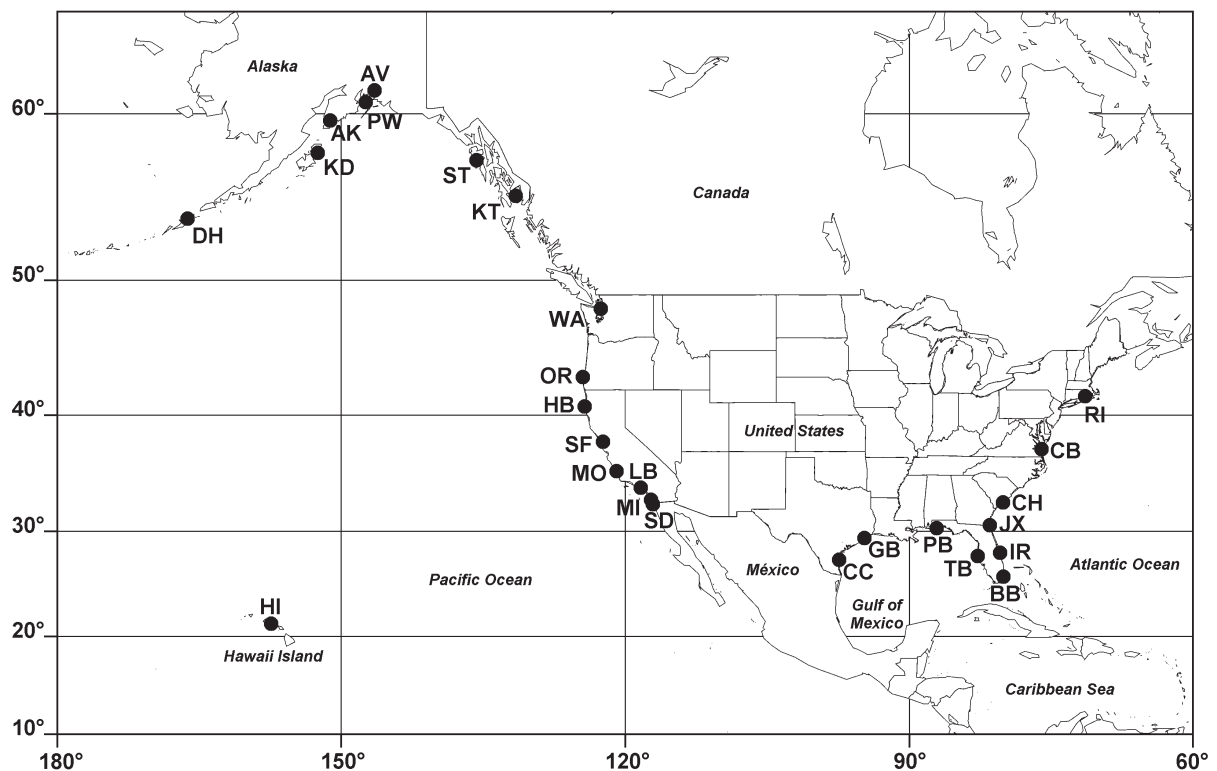 Alaska
AV
60°
PW
AK
KD
ST
Canada
KT
DH
50°
WA
OR
HB
40°
RI
United States
SF
CB
MO
LB
MI
CH
SD
JX
30°
PB
GB
IR
TB
México
CC
Atlantic Ocean
Pacific Ocean
BB
HI
Gulf of
Mexico
20°
Hawaii Island
Caribbean Sea
10°
180°
150°
120°
90°
60°